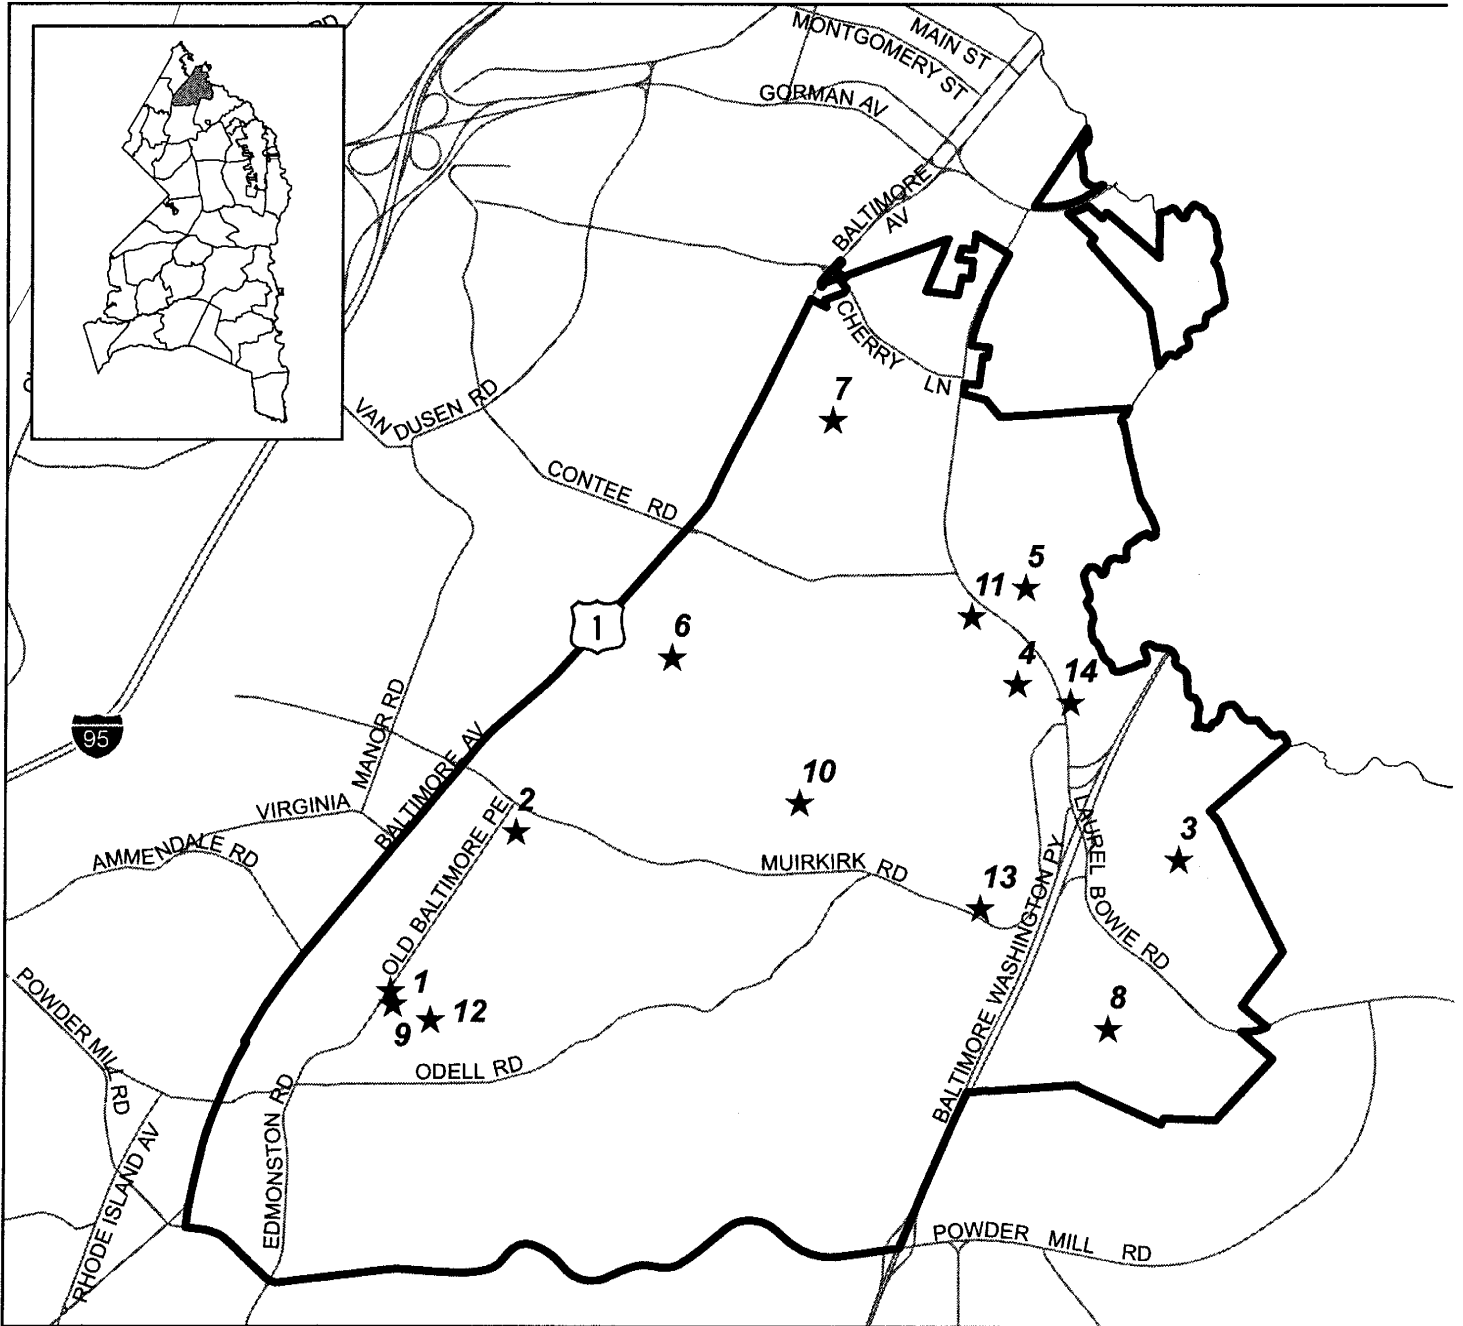 RD
MAIN ST
MONTGOMERY ST
GORMAN AV
BALTIMORE
AV
CHERRY
LN
7
VAN DUSEN RD
CONTEE RD
5
11
1
6
4
14
MANOR RD
95
BALTIMORE AV
10
2
VIRGINIA
AMMENDALE RD
OLD BALTIMORE PE
LAUREL BOWIE RD
3
MUIRKIRK RD
13
BALTIMORE WASHINGTON PY
POWDER MILL RD
1
9
12
8
ODELL RD
EDMONSTON RD
RHODE ISLAND AV
POWDER MILL RD